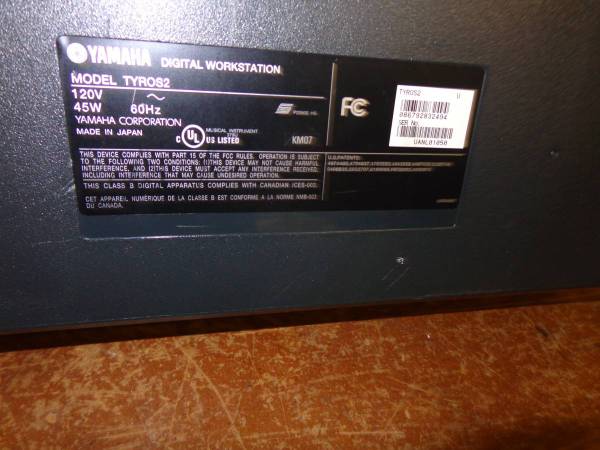 YAMAHA DIGITAL WORKSTATION
MODEL TYROS2
120V
45W 60Hz
YAMAHA CORPORATION
MADE IN JAPAN
C UL US LISTED
MUSICAL INSTRUMENT
KM07
FC
TYROS2 U
SER No.
UANL01050
THIS DEVICE COMPLIES WITH PART 15 OF THE FCC RULES. OPERATION IS SUBJECT
TO THE FOLLOWING TWO CONDITIONS: (1)THIS DEVICE MAY NOT CAUSE HARMFUL
INTERFERENCE, AND (2)THIS DEVICE MUST ACCEPT ANY INTERFERENCE RECEIVED,
INCLUDING INTERFERENCE THAT MAY CAUSE UNDESIRED OPERATION.
THIS CLASS B DIGITAL APPARATUS COMPLIES WITH CANADIAN ICES-003.
CET APPAREIL NUMÉRIQUE DE LA CLASSE B EST CONFORME A LA NORME NMB-003
DU CANADA.
U.S.PATENTS: